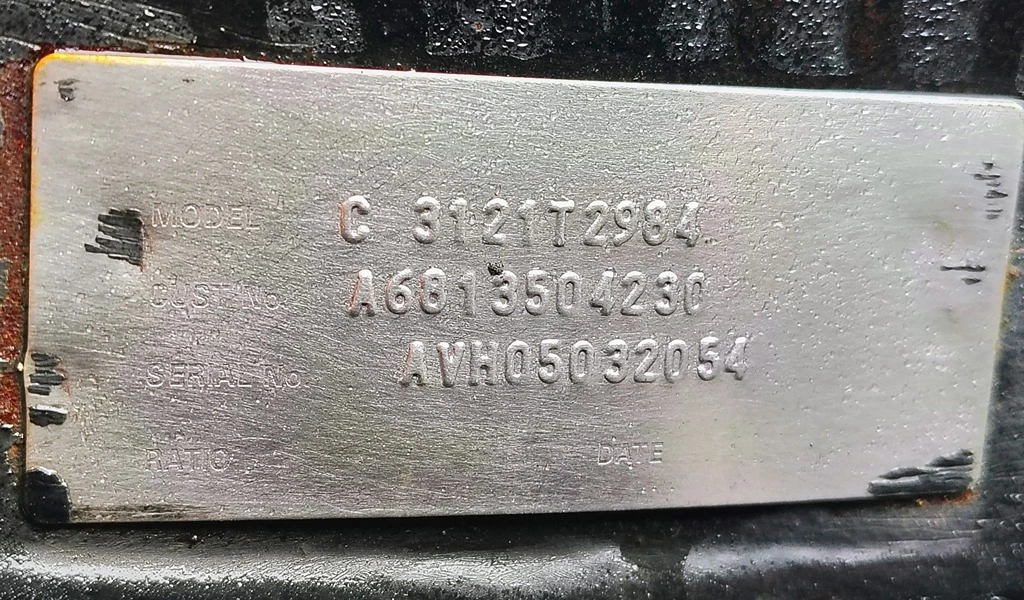 MODEL C 3121T2984
CUST No. A6813504230
SERIAL No. AVH05032054
RATIO DATE